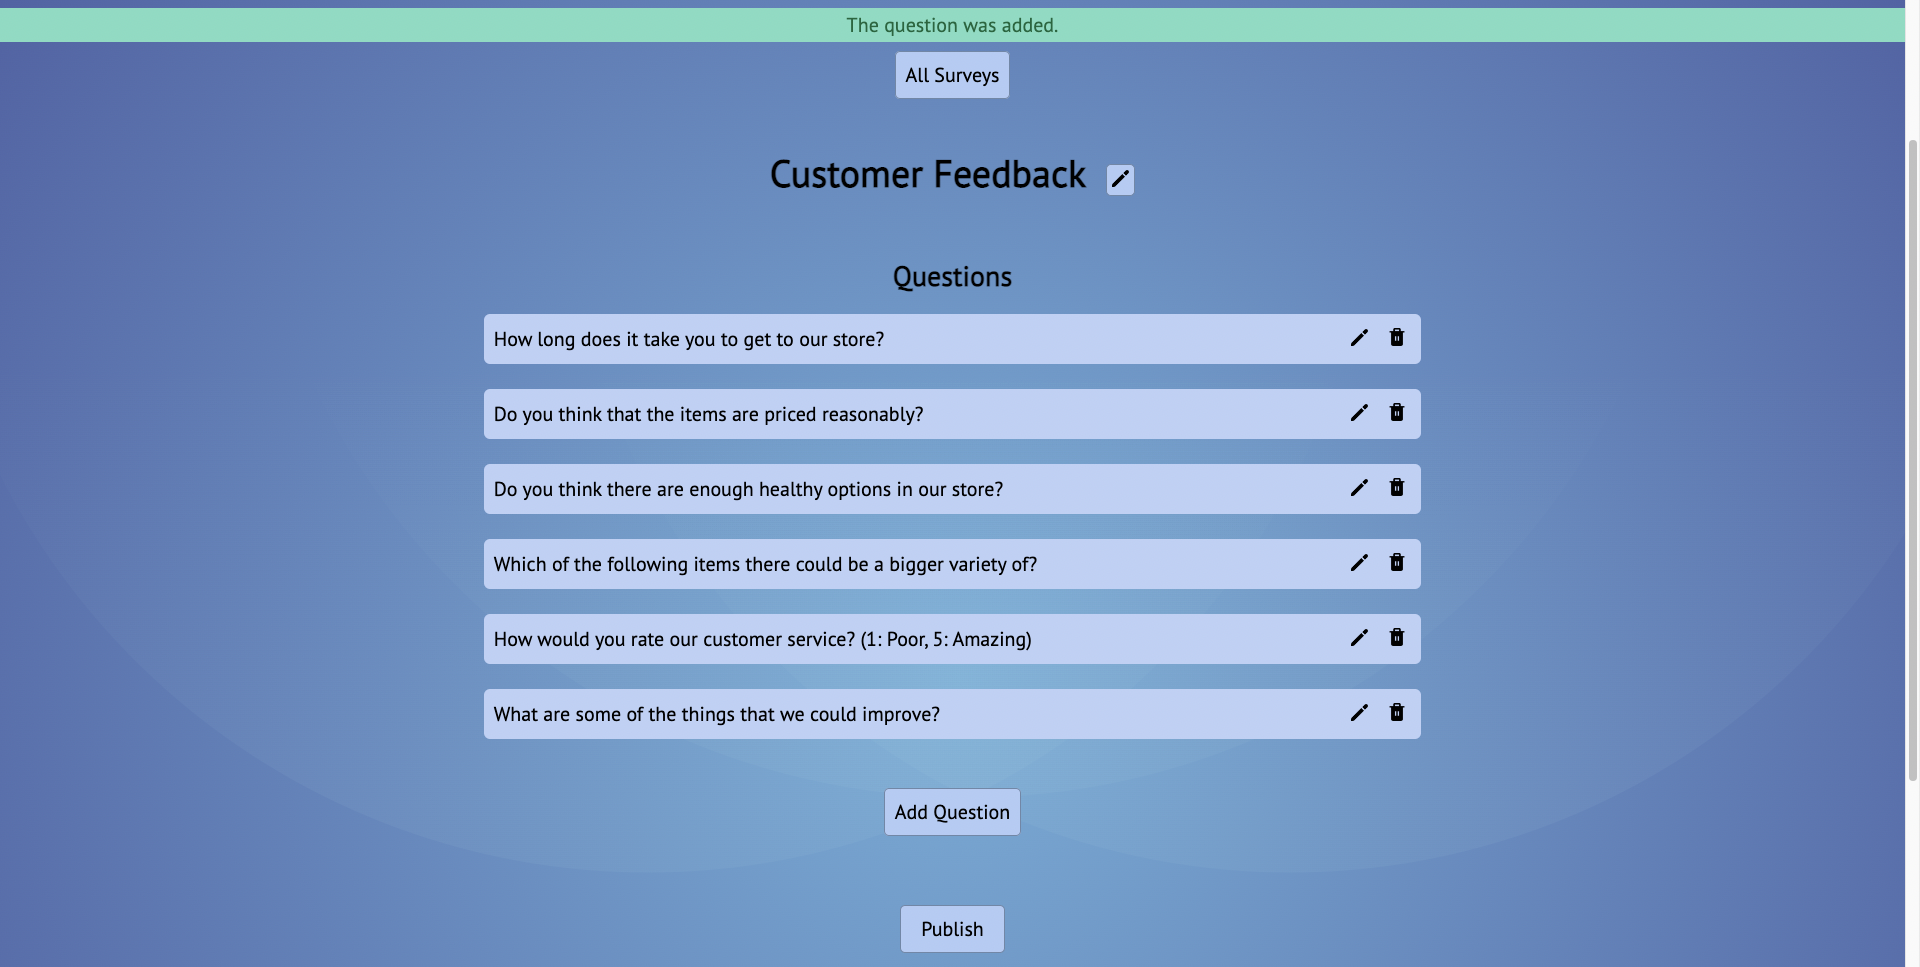 The question was added.
All Surveys
Customer Feedback
Questions
How long does it take you to get to our store?
Do you think that the items are priced reasonably?
Do you think there are enough healthy options in our store?
Which of the following items there could be a bigger variety of?
How would you rate our customer service? (1: Poor, 5: Amazing)
What are some of the things that we could improve?
Add Question
Publish